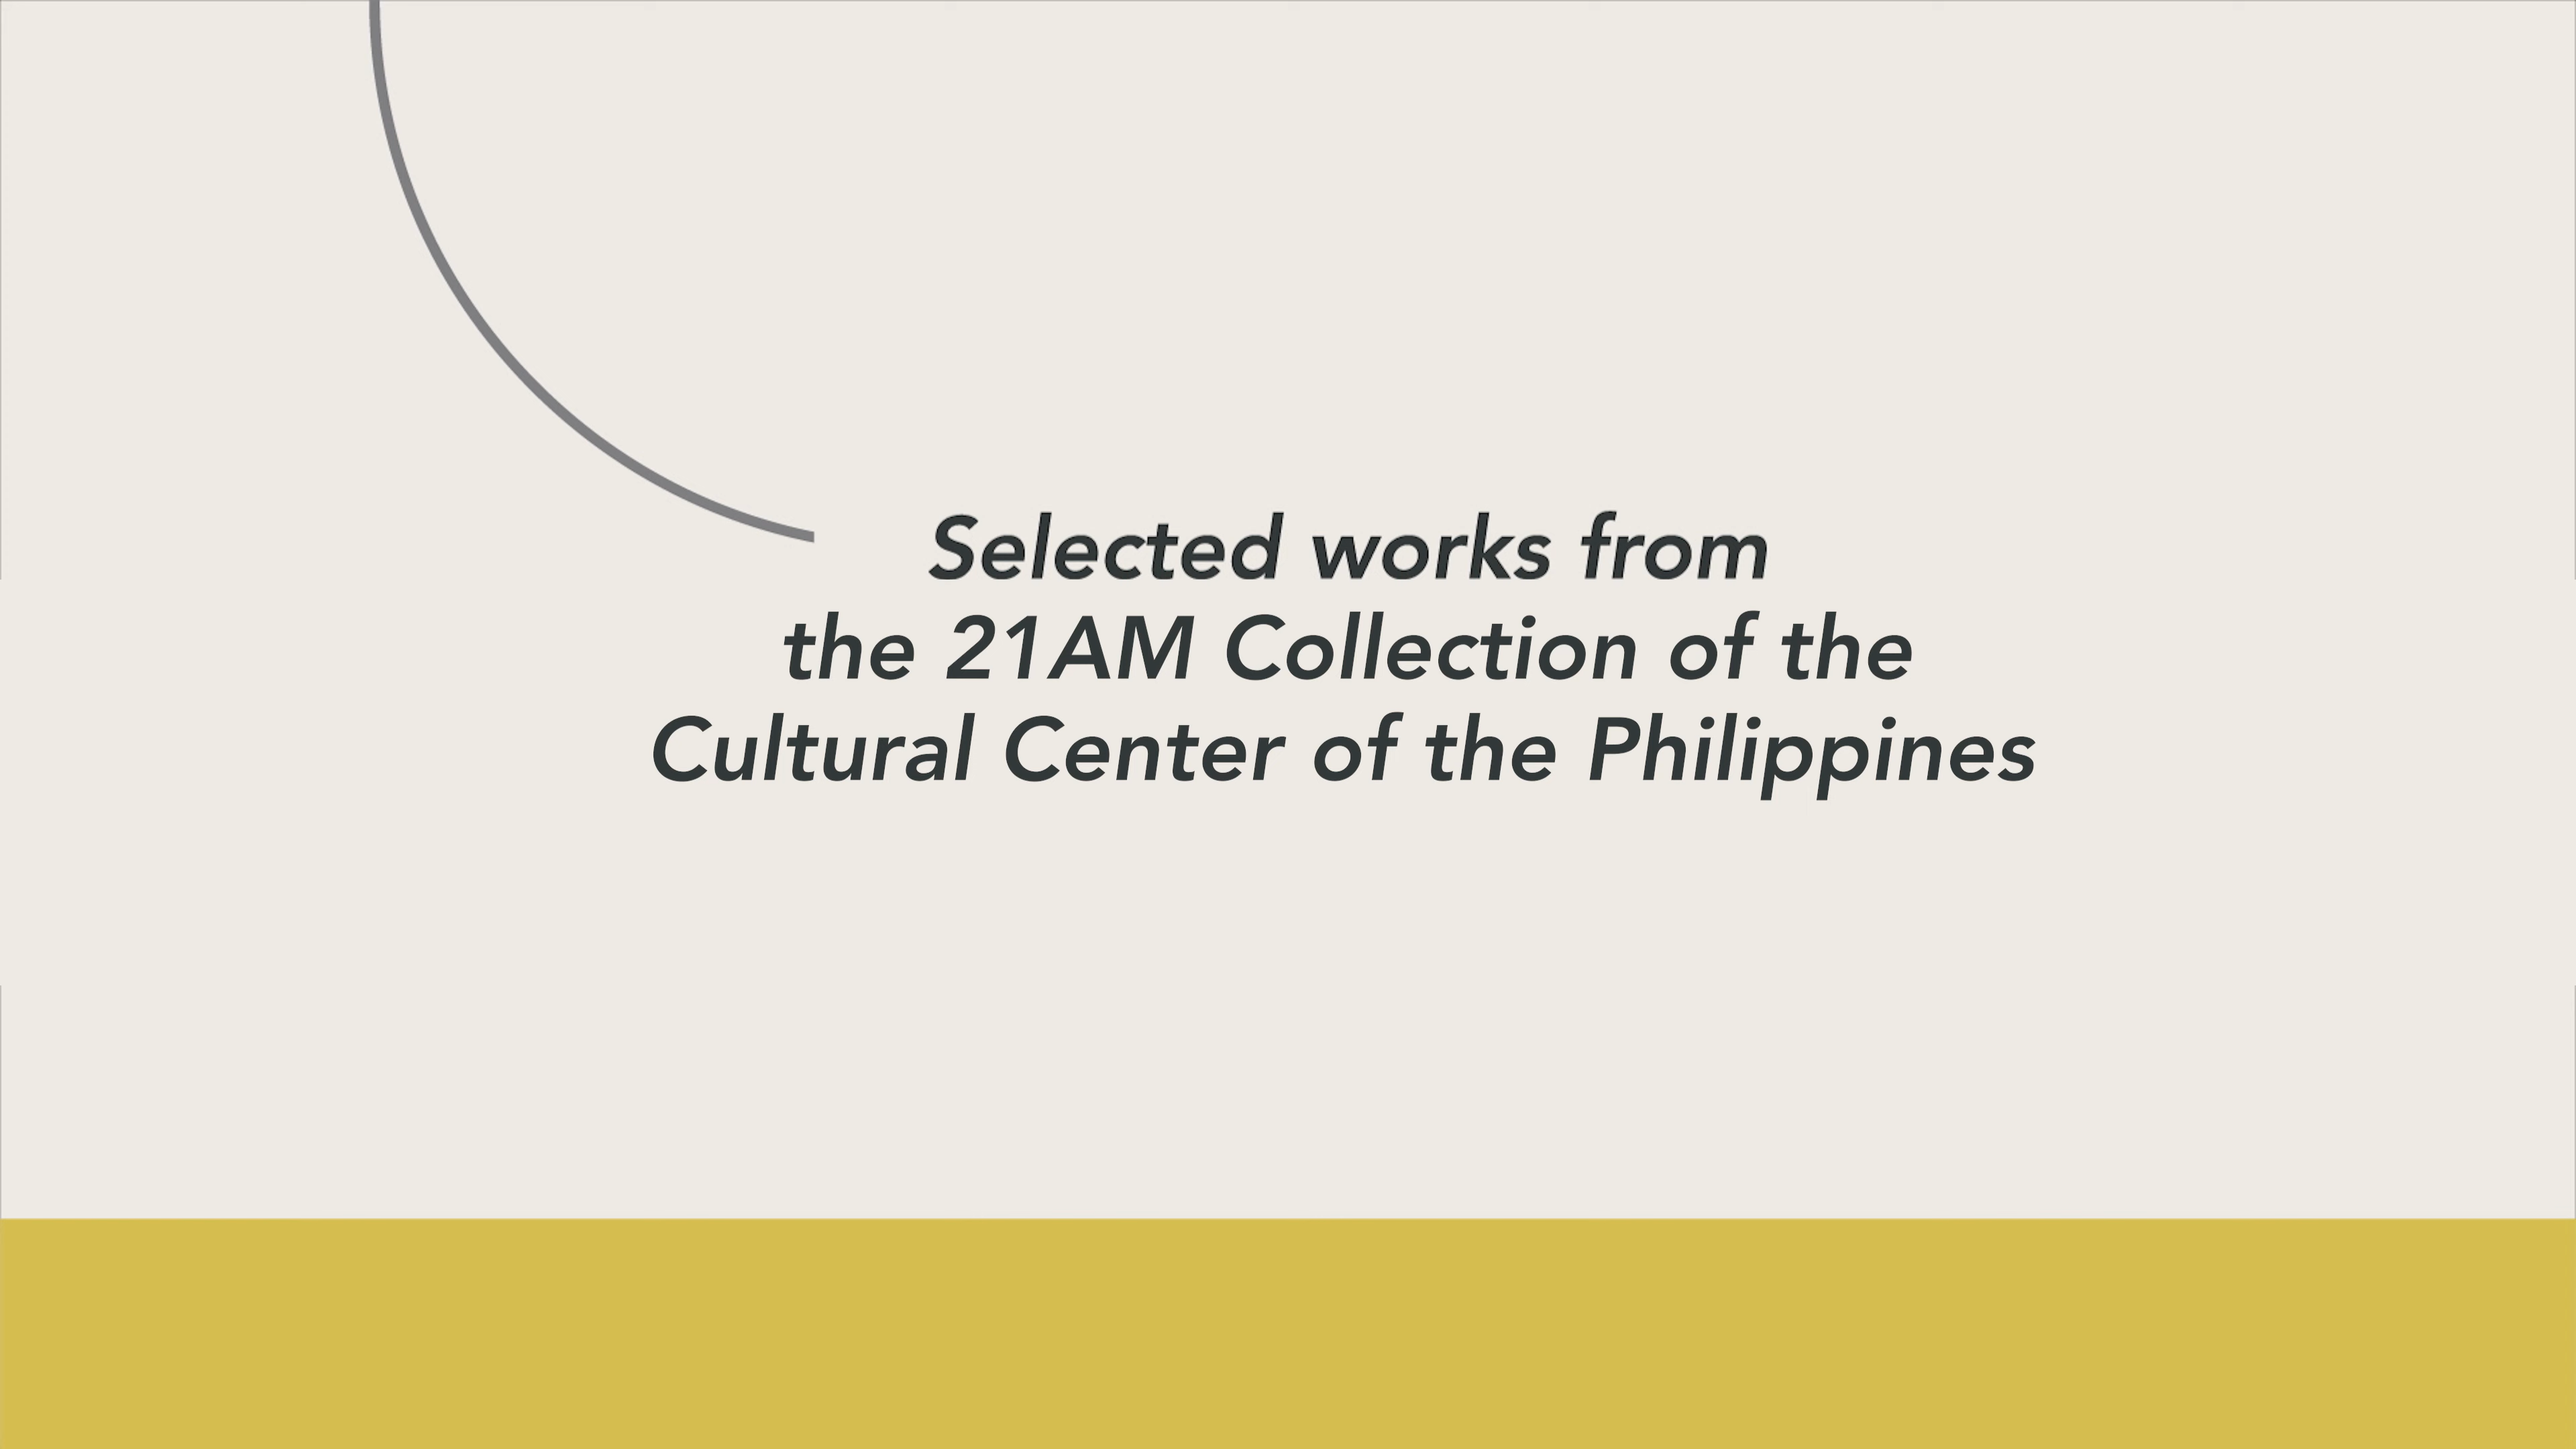 Selected works from
the 21AM Collection of the
Cultural Center of the Philippines